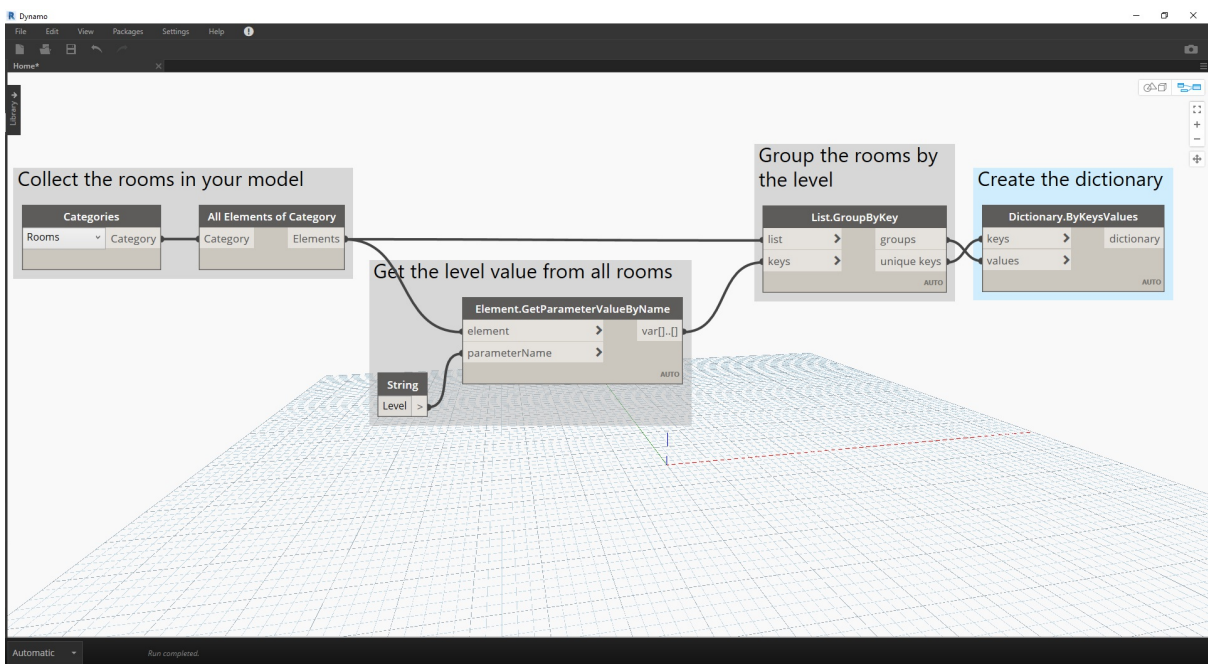 Dynamo
File Edit View Packages Settings Help
Home*
Library
Collect the rooms in your model
Categories
Rooms Category
All Elements of Category
Category Elements
Get the level value from all rooms
Element.GetParameterValueByName
element var[]..[]
parameterName
AUTO
String
Level >
Group the rooms by
the level
List.GroupByKey
list groups
keys unique keys
AUTO
Create the dictionary
Dictionary.ByKeysValues
keys dictionary
values
AUTO
Automatic Run completed.